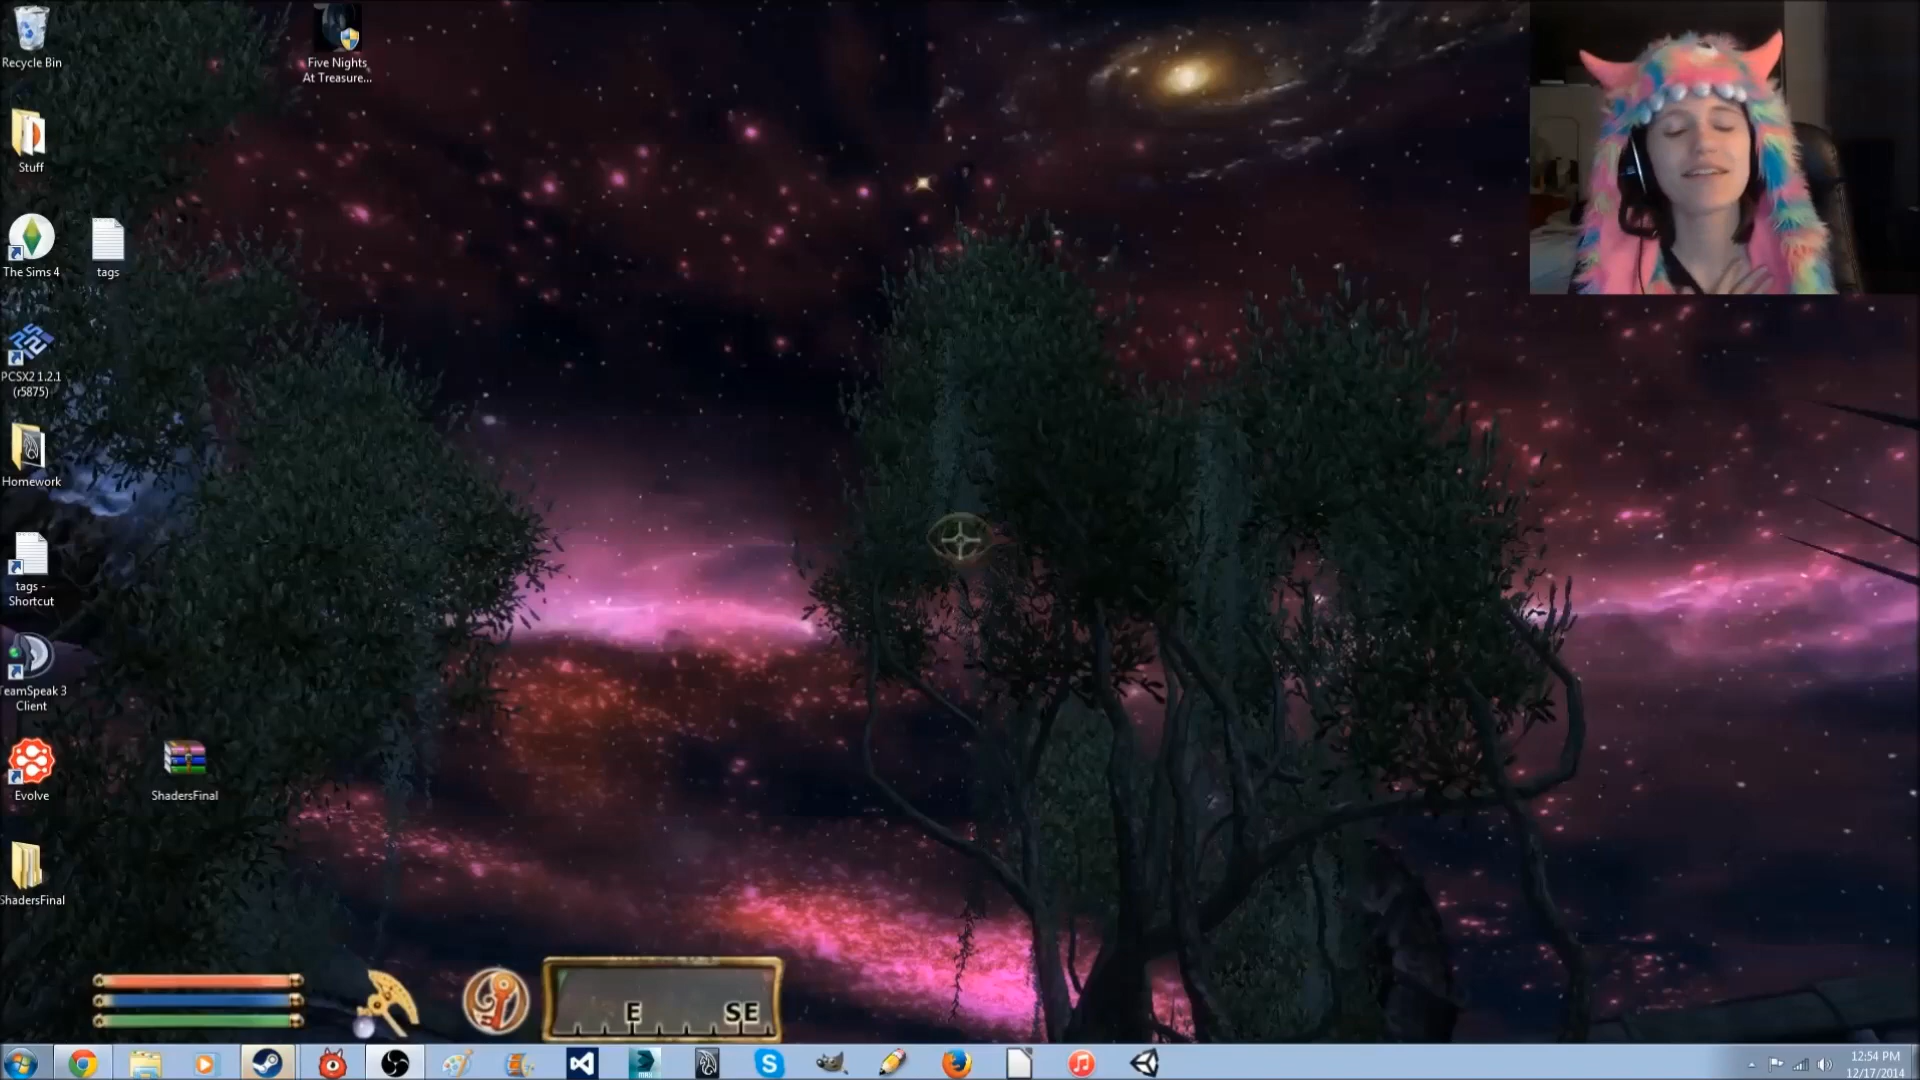 Recycle Bin
Five Nights
At Treasure...
Stuff
The Sims 4
tags
PCSX2 1.2.1
(r5875)
Homework
tags -
Shortcut
TeamSpeak 3
Client
Evolve
ShadersFinal
ShadersFinal
E
SE
12:54 PM
12/17/2014